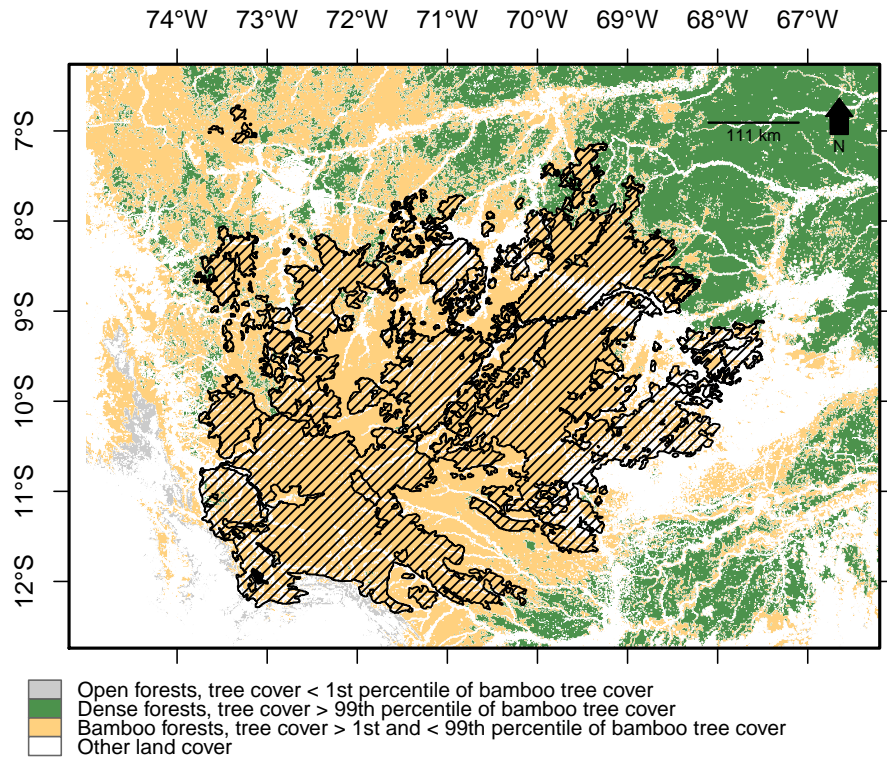 74°W 73°W 72°W 71°W 70°W 69°W 68°W 67°W
7°S
111 km
N
8°S
9°S
10°S
11°S
12°S
Open forests, tree cover < 1st percentile of bamboo tree cover
Dense forests, tree cover > 99th percentile of bamboo tree cover
Bamboo forests, tree cover > 1st and < 99th percentile of bamboo tree cover
Other land cover